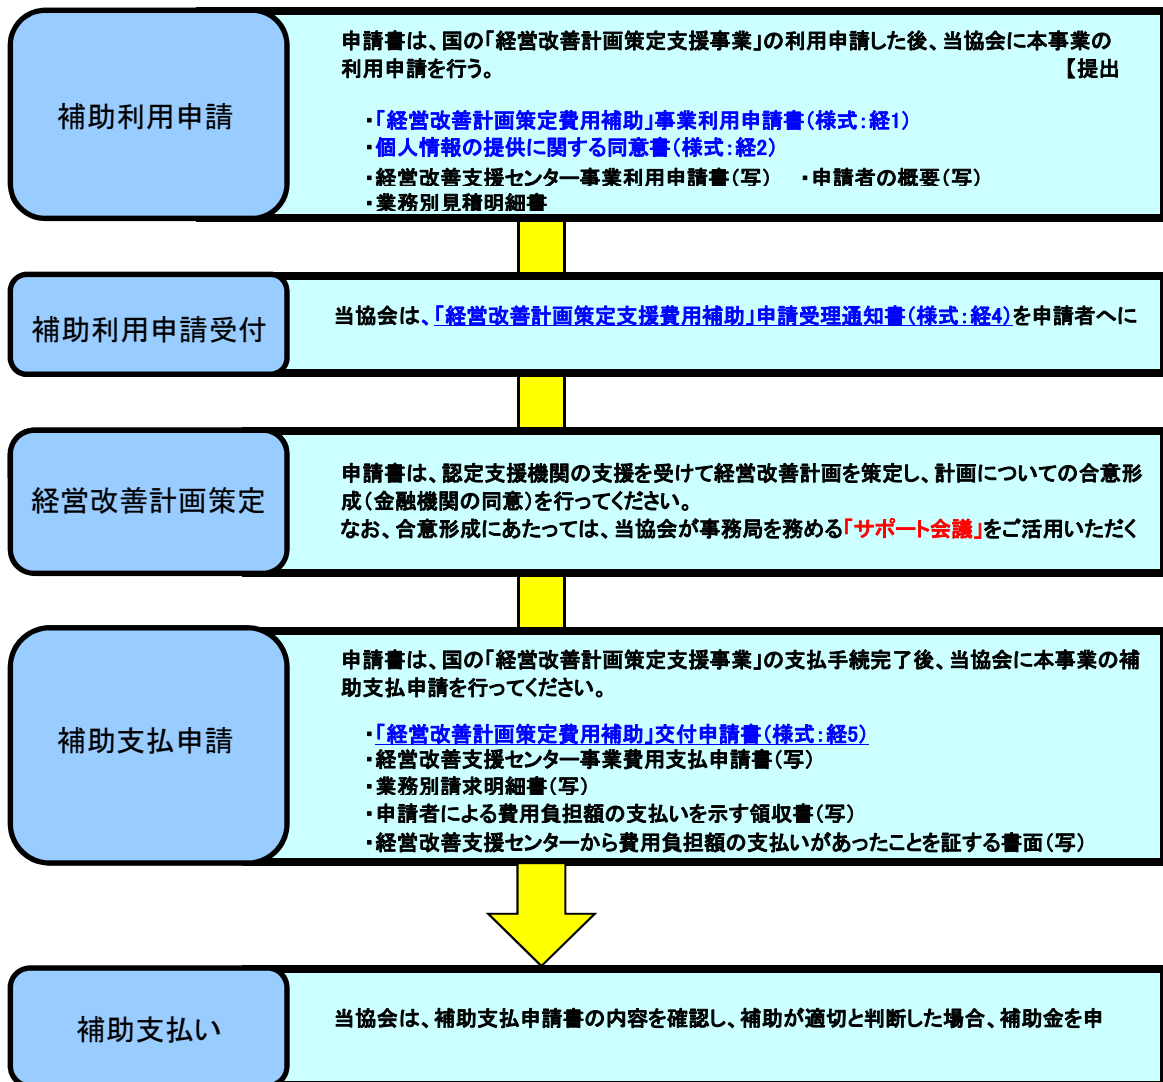 補助利用申請
申請書は、国の「経営改善計画策定支援事業」の利用申請した後、当協会に本事業の
利用申請を行う。 【提出
・「経営改善計画策定費用補助」事業利用申請書（様式：経1）
・個人情報の提供に関する同意書（様式：経2）
・経営改善支援センター事業利用申請書（写） ・申請者の概要（写）
・業務別見積明細書
補助利用申請受付
当協会は、「経営改善計画策定支援費用補助」申請受理通知書（様式：経4）を申請者へに
経営改善計画策定
申請書は、認定支援機関の支援を受けて経営改善計画を策定し、計画についての合意形
成（金融機関の同意）を行ってください。
なお、合意形成にあたっては、当協会が事務局を務める「サポート会議」をご活用いただく
補助支払申請
申請書は、国の「経営改善計画策定支援事業」の支払手続完了後、当協会に本事業の補
助支払申請を行ってください。
・「経営改善計画策定費用補助」交付申請書（様式：経5）
・経営改善支援センター事業費用支払申請書（写）
・業務別請求明細書（写）
・申請者による費用負担額の支払いを示す領収書（写）
・経営改善支援センターから費用負担額の支払いがあったことを証する書面（写）
補助支払い
当協会は、補助支払申請書の内容を確認し、補助が適切と判断した場合、補助金を申